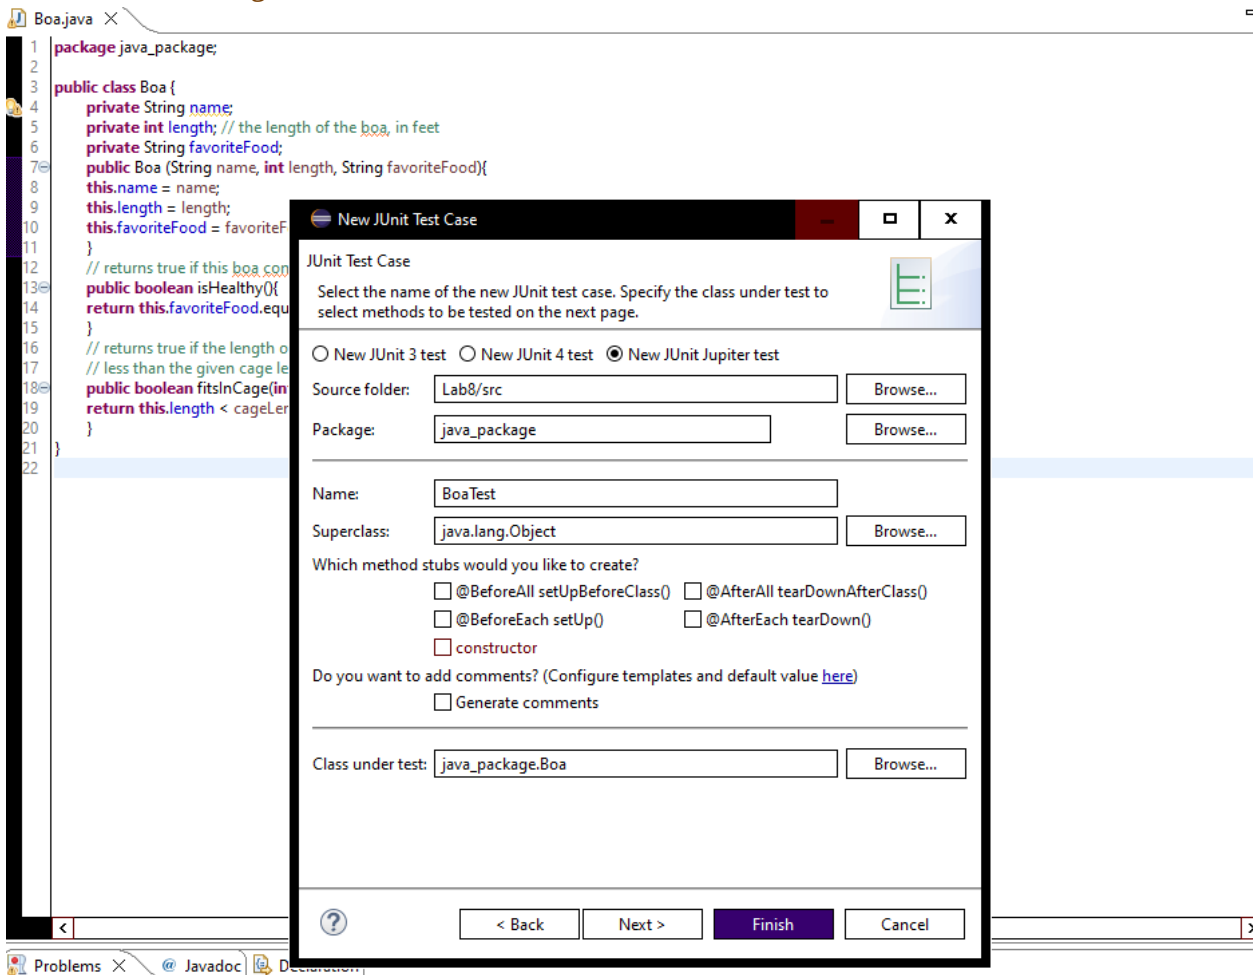 Boa.java
1 package java_package;
2
3 public class Boa {
4 private String name;
5 private int length; // the length of the boa, in feet
6 private String favoriteFood;
7 public Boa (String name, int length, String favoriteFood){
8 this.name = name;
9 this.length = length;
10 this.favoriteFood = favoriteF
11 }
12 // returns true if this boa con
13 public boolean isHealthy(){
14 return this.favoriteFood.equ
15 }
16 // returns true if the length o
17 // less than the given cage le
18 public boolean fitsInCage(in
19 return this.length < cageLer
20 }
21 }
22
New JUnit Test Case
JUnit Test Case
Select the name of the new JUnit test case. Specify the class under test to
select methods to be tested on the next page.
New JUnit 3 test New JUnit 4 test New JUnit Jupiter test
Source folder: Lab8/src Browse...
Package: java_package Browse...
Name: BoaTest
Superclass: java.lang.Object Browse...
Which method stubs would you like to create?
@BeforeAll setUpBeforeClass() @AfterAll tearDownAfterClass()
@BeforeEach setUp() @AfterEach tearDown()
constructor
Do you want to add comments? (Configure templates and default value here)
Generate comments
Class under test: java_package.Boa Browse...
< Back Next > Finish Cancel
Problems @ Javadoc Declaration